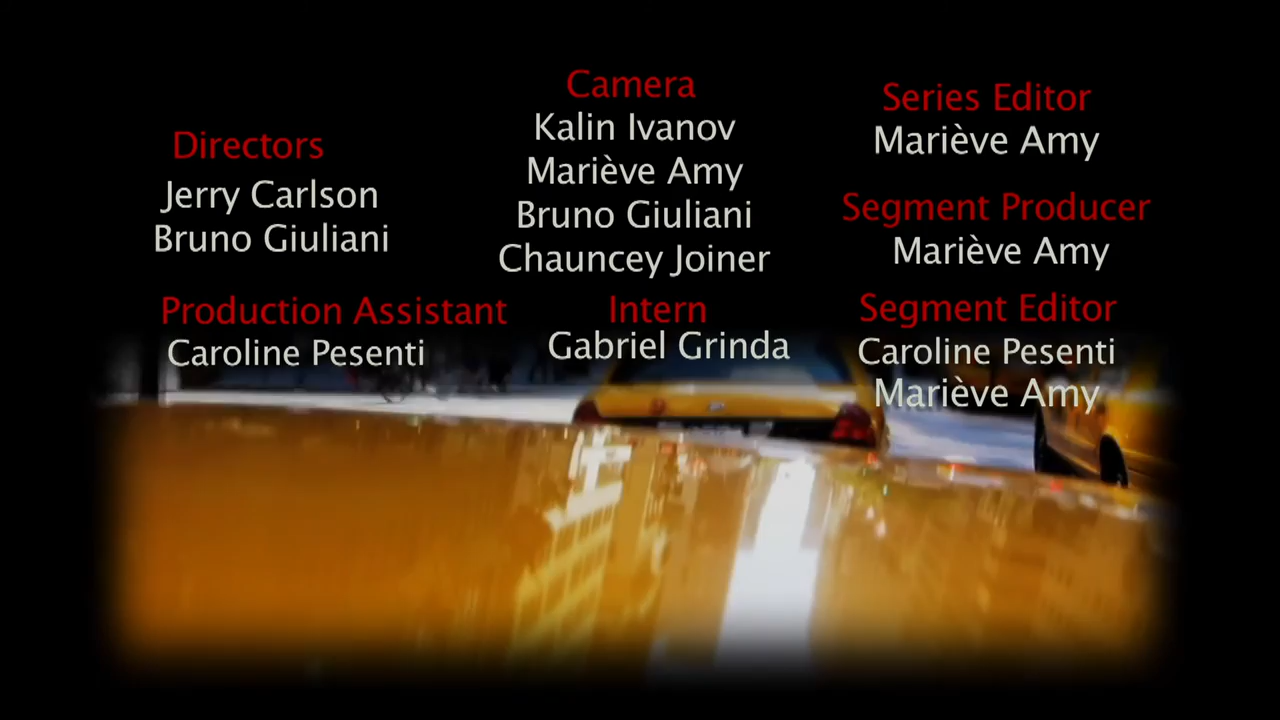 Directors
Jerry Carlson
Bruno Giuliani
Production Assistant
Caroline Pesenti
Camera
Kalin Ivanov
Mariève Amy
Bruno Giuliani
Chauncey Joiner
Intern
Gabriel Grinda
Series Editor
Mariève Amy
Segment Producer
Mariève Amy
Segment Editor
Caroline Pesenti
Mariève Amy